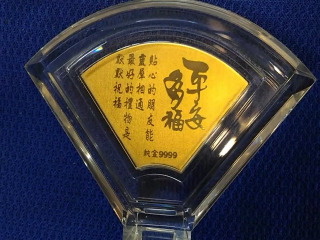 平安
多福
貼心的朋友能
靈犀相通
最好的禮物是
默默祝福
純金9999